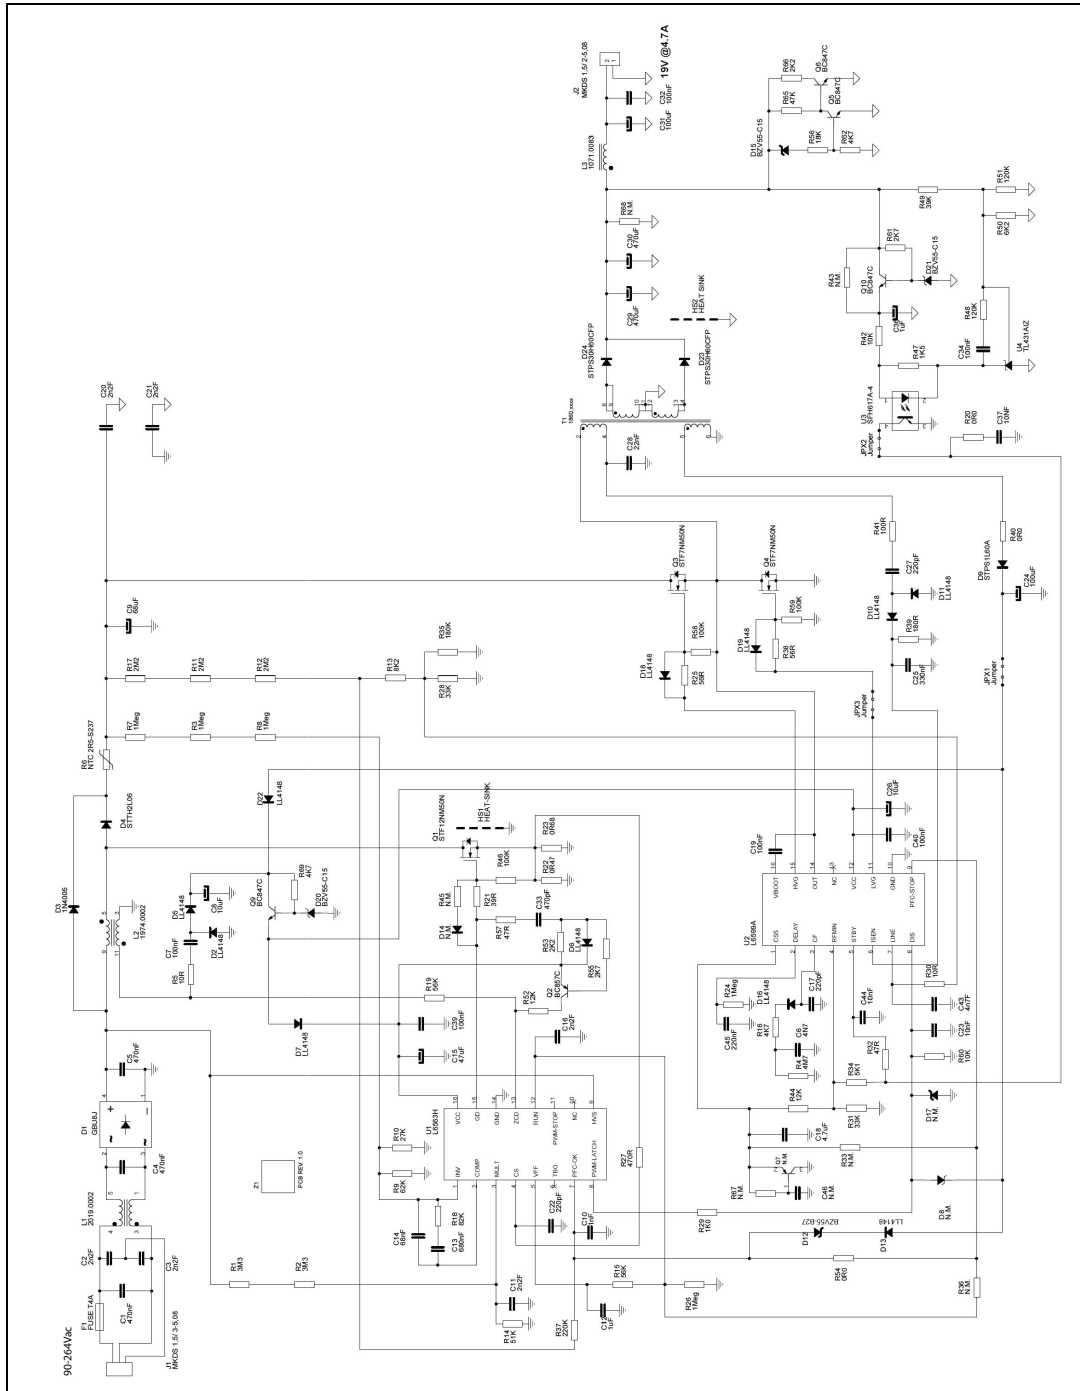 90-264Vac
J1
MKDS 1,5/ 3-5,08
F1
FUSE T4A
C1
470nF
C2
2n2F
C3
2n2F
L1
2019.0002
C4
470nF
D1
GBU8J
C5
470nF
D3
1N4005
L2
1974.0002
D4
STTH2L06
R6
NTC 2R5-S237
R7
1Meg
R3
1Meg
R8
1Meg
R17
2M2
R11
2M2
R12
2M2
C9
68uF
C20
2n2F
C21
2n2F
R5
10R
C7
100nF
D2
LL4148
D5
LL4148
C8
10uF
Q9
BC847C
R69
4K7
D20
BZV55-C15
D22
LL4148
D7
LL4148
R13
8K2
R28
33K
R35
180K
Z1
PCB REV. 1.0
R1
3M3
R2
3M3
R9
62K
R10
27K
C14
68nF
R18
82K
C13
680nF
C15
47uF
C39
100nF
R19
56K
C16
2n2F
R52
12K
Q2
BC857C
R53
2K2
D6
LL4148
R55
2K7
R57
47R
C33
470pF
D14
N.M.
R45
N.M.
R21
39R
R46
100K
Q1
STF12NM50N
HS1
HEAT-SINK
R22
0R47
R23
0R68
U1
L6563H
INV
COMP
MULT
CS
VFF
TBO
PFC-OK
PWM-LATCH
VCC
GD
GND
ZCD
RUN
PWM-STOP
NC
HVS
R14
51K
C11
2n2F
C22
220pF
C10
1nF
C12
1uF
R37
220K
R15
56K
R26
1Meg
R27
470R
R29
1K0
U2
L6599A
CSS
DELAY
CF
RFMIN
STBY
ISEN
LINE
DIS
VBOOT
HVG
OUT
NC
VCC
LVG
GND
PFC-STOP
C19
100nF
C40
100nF
C26
10uF
C45
220nF
R24
1Meg
R16
4K7
D16
LL4148
C17
220pF
R4
4M7
C6
4N7
C44
10nF
R32
47R
R34
5K1
R44
12K
R31
33K
C18
4.7uF
Q7
N.M.
R67
N.M.
C46
N.M.
R33
N.M.
D17
N.M.
R60
10K
C23
10nF
C43
4n7F
R30
10R
D8
N.M.
D12
BZV55-B27
D13
LL4148
R54
0R0
R36
N.M.
D18
LL4148
R25
56R
R58
100K
Q3
STF7NM50N
D19
LL4148
R38
56R
R59
100K
Q4
STF7NM50N
JPX3
Jumper
C25
330nF
R39
180R
D10
LL4148
D11
LL4148
C27
220pF
R41
100R
JPX1
Jumper
D9
STPS1L60A
C24
100uF
R40
0R0
T1
1860.xxxx
C28
22nF
D24
STPS30H60CFP
D23
STPS30H60CFP
HS2
HEAT SINK
C29
470uF
C30
470uF
R68
N.M.
L3
1071.0083
C31
100uF
C32
100nF
J2
MKDS 1,5/ 2-5,08
19V @4.7A
D15
BZV55-C15
R56
18K
R62
4K7
R65
47K
R66
2K2
Q5
BC847C
Q6
BC847C
R43
N.M.
Q10
BC847C
R61
2K7
D21
BZV55-C15
R42
10K
R47
1K5
C34
100nF
R48
120K
R49
39K
R50
6K2
R51
120K
U4
TL431AIZ
U3
SFH617A-4
JPX2
Jumper
R20
0R0
C37
10NF